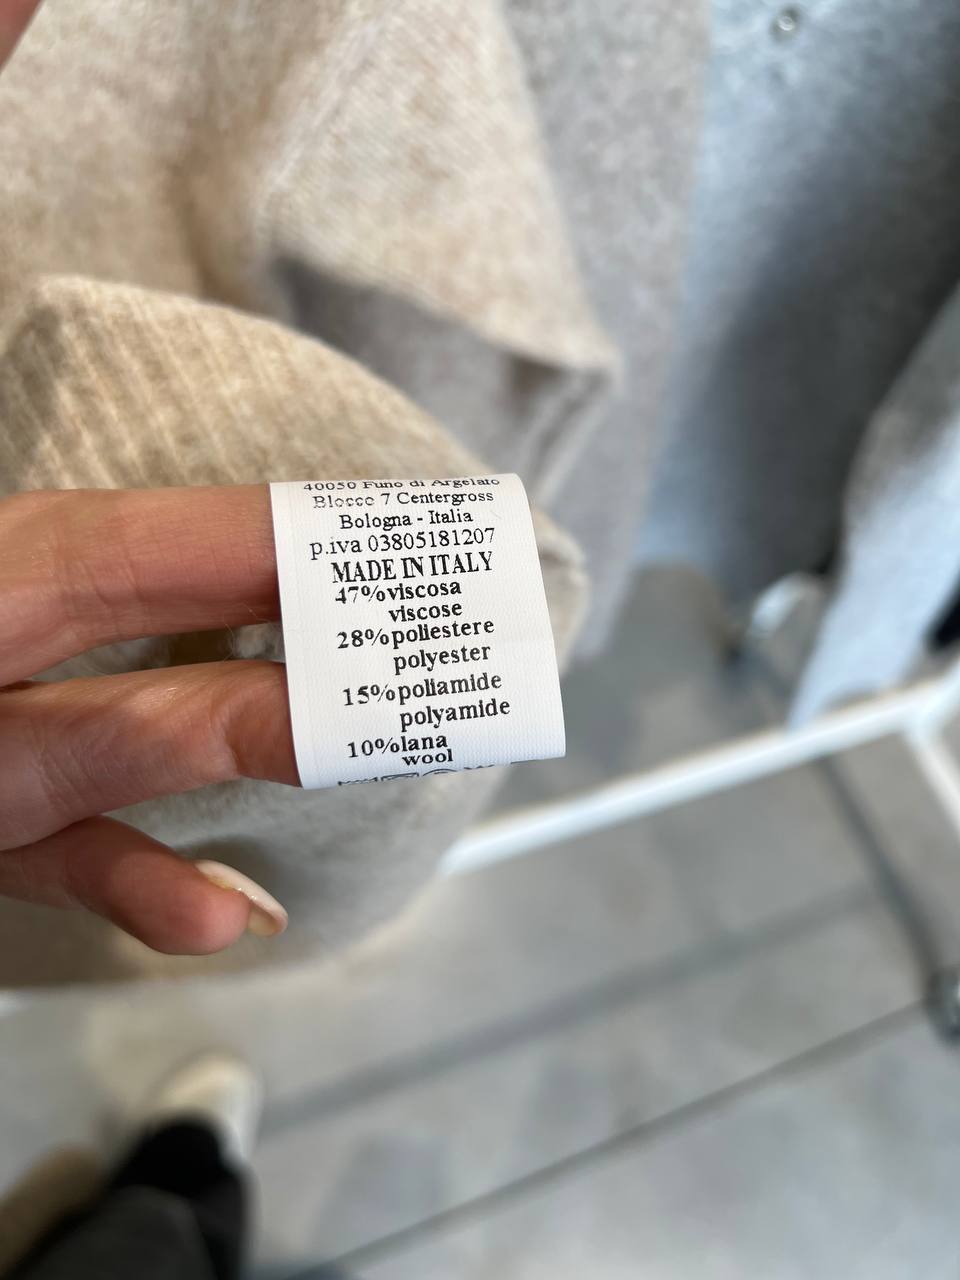 40050 Funo di Argelato
Blocco 7 Centergross
Bologna - Italia
p.iva 03805181207
MADE IN ITALY
47%viscosa
viscose
28%poliestere
polyester
15%poliamide
polyamide
10%lana
wool